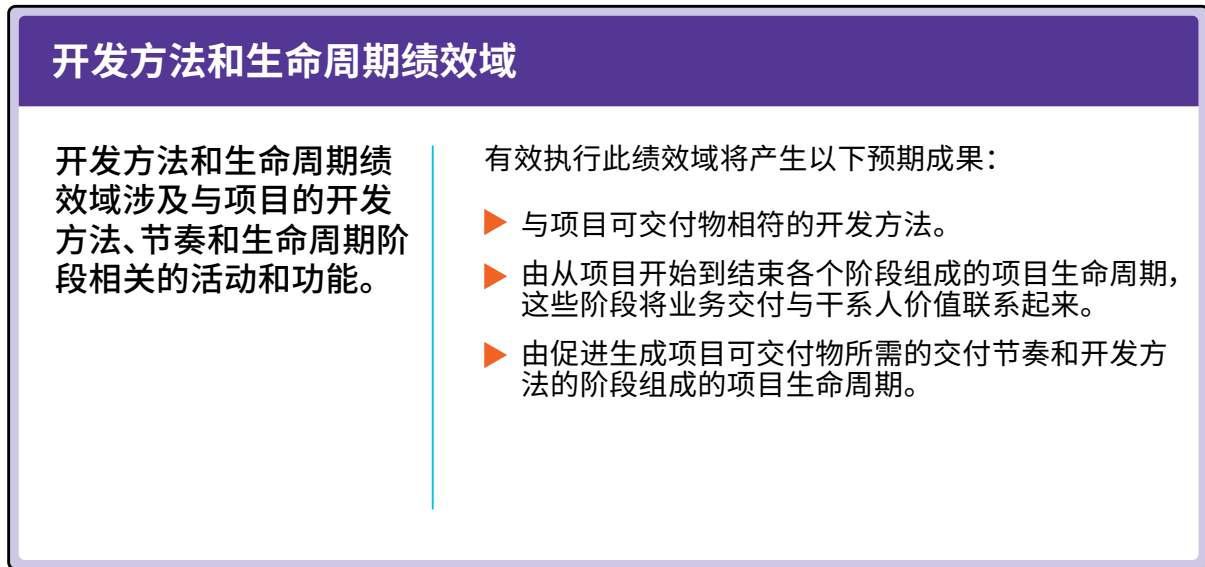 开发方法和生命周期绩效域
开发方法和生命周期绩
效域涉及与项目的开发
方法、节奏和生命周期阶
段相关的活动和功能。
有效执行此绩效域将产生以下预期成果：
与项目可交付物相符的开发方法。
由从项目开始到结束各个阶段组成的项目生命周期，
这些阶段将业务交付与干系人价值联系起来。
由促进生成项目可交付物所需的交付节奏和开发方
法的阶段组成的项目生命周期。